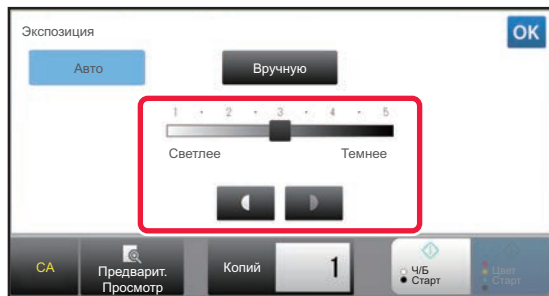 Экспозиция
OK
Авто
Вручную
1 · 2 · 3 · 4 · 5
Светлее
Темнее
CA
Предварит.
Просмотр
Копий
1
Ч/Б
Старт
Цвет
Старт